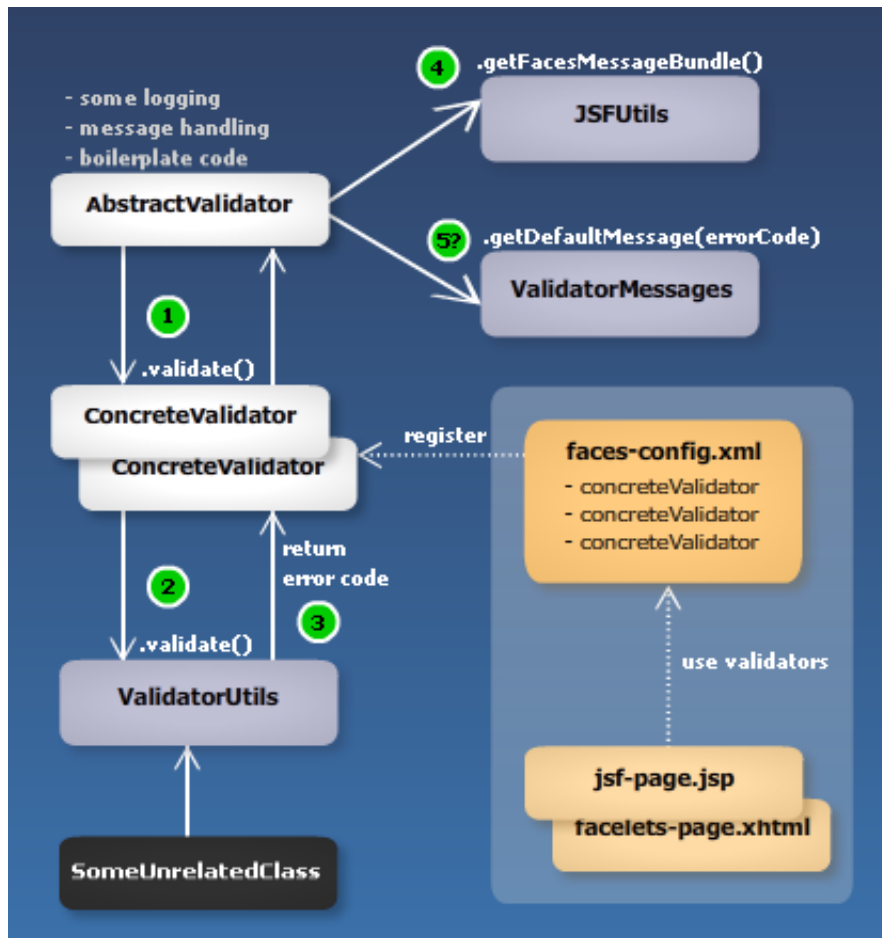 4
.getFacesMessageBundle()
JSFUtils
- some logging
- message handling
- boilerplate code
AbstractValidator
5?
.getDefaultMessage(errorCode)
ValidatorMessages
1
.validate()
ConcreteValidator
ConcreteValidator
register
faces-config.xml
- concreteValidator
- concreteValidator
- concreteValidator
2
return
error code
3
.validate()
ValidatorUtils
use validators
jsf-page.jsp
facelets-page.xhtml
SomeUnrelatedClass